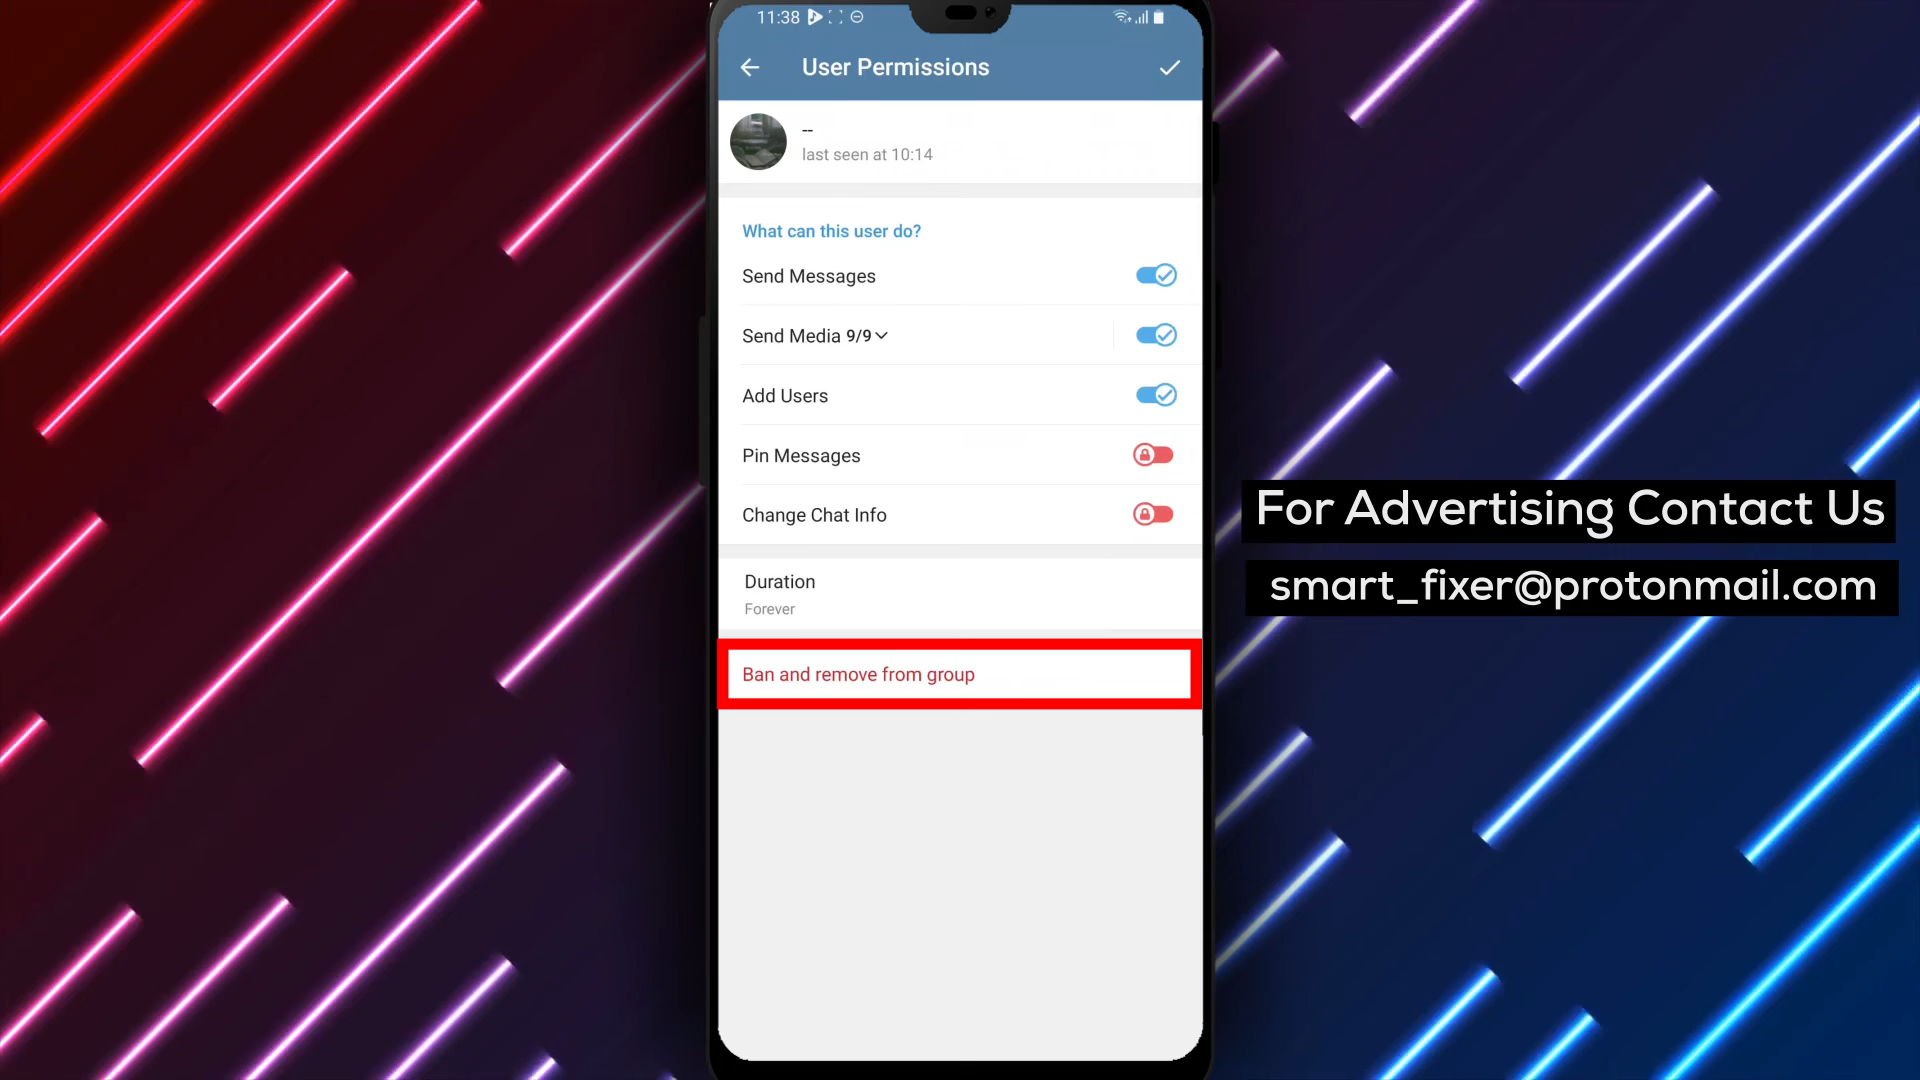 11:38
User Permissions
--
last seen at 10:14
What can this user do?
Send Messages
Send Media 9/9
Add Users
Pin Messages
Change Chat Info
Duration
Forever
Ban and remove from group
For Advertising Contact Us
smart_fixer@protonmail.com